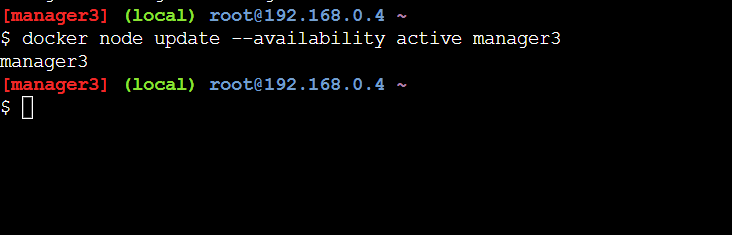 [manager3] (local) root@192.168.0.4 ~
$ docker node update --availability active manager3
manager3
[manager3] (local) root@192.168.0.4 ~
$